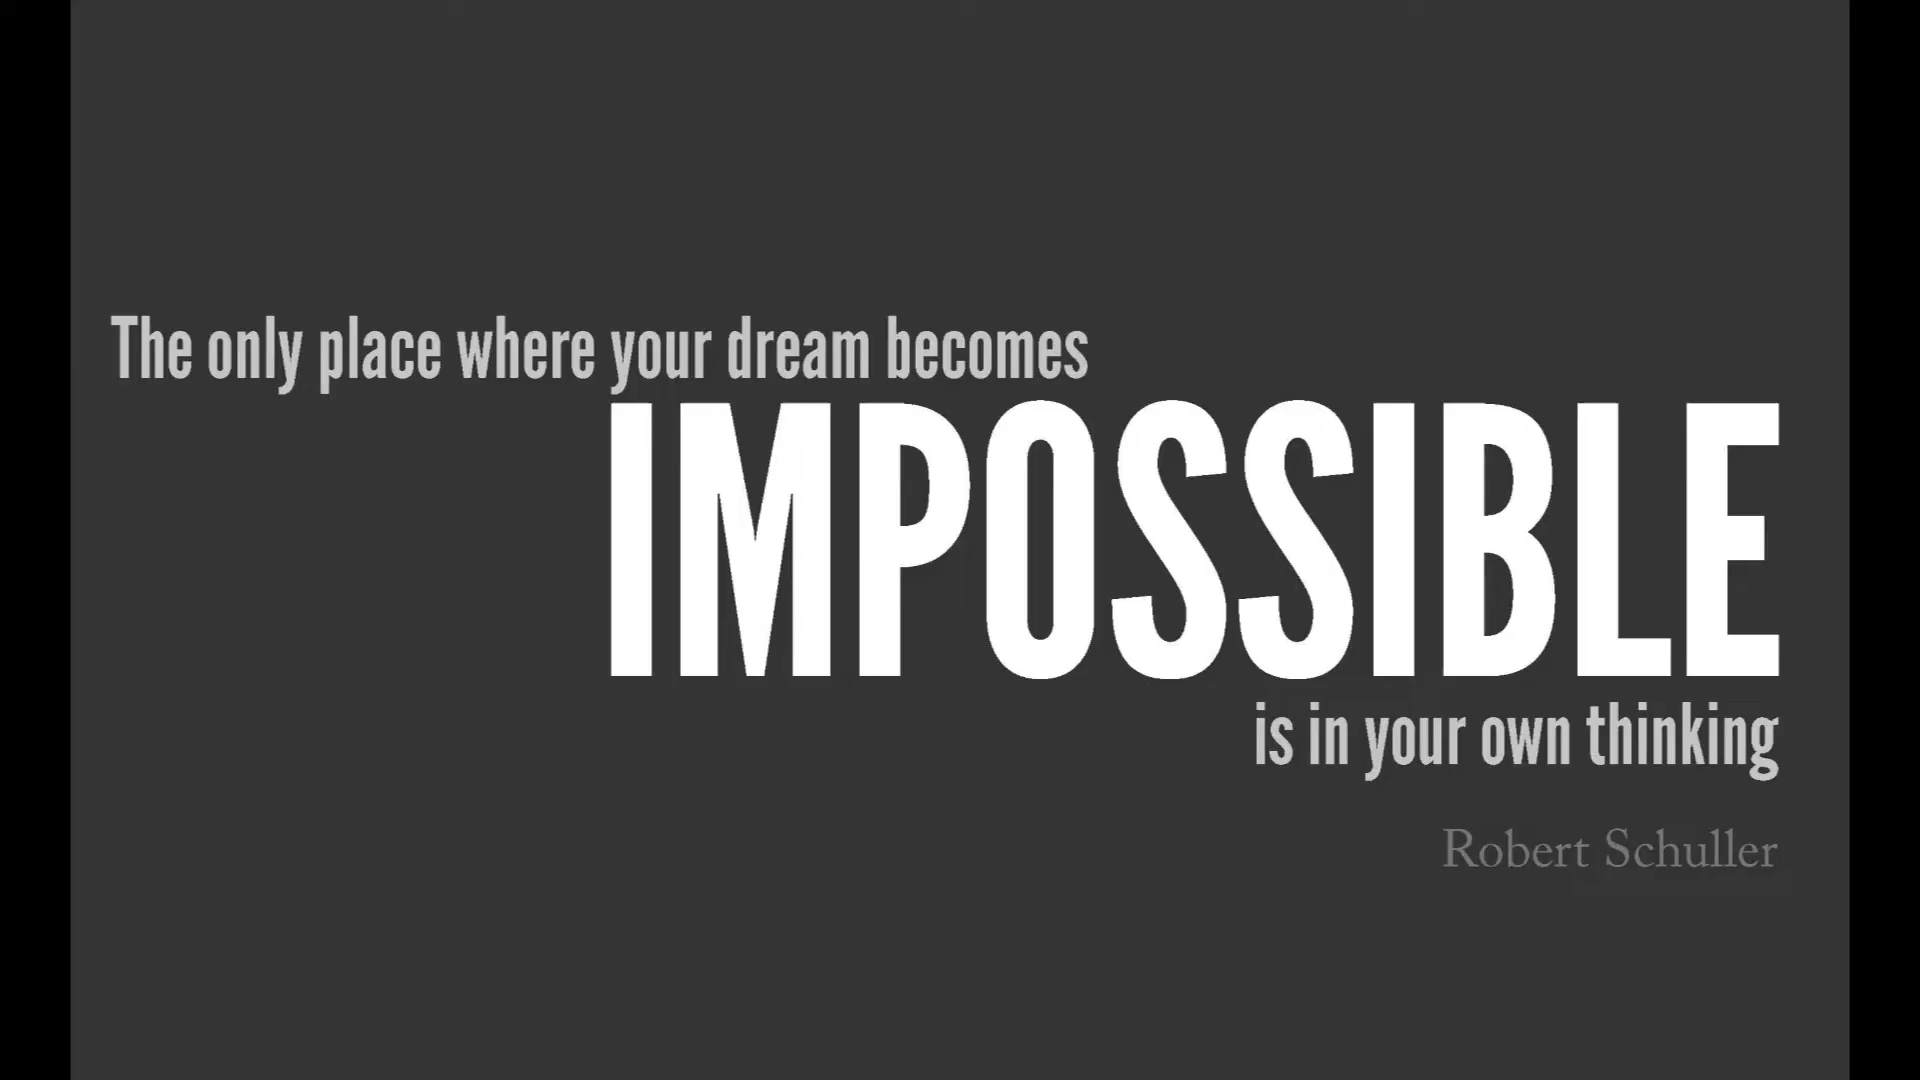 The only place where your dream becomes
IMPOSSIBLE
is in your own thinking
Robert Schuller